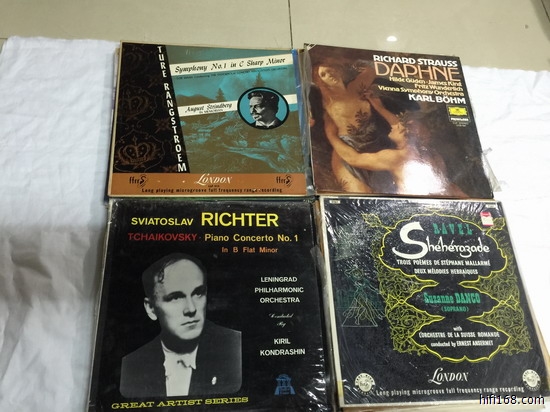 TURE RANGSTROEM
Symphony No.1 in C Sharp Minor
August Strindberg
In Memoriam
ffrr
LONDON
ffrr
Long playing microgroove full frequency range recording
RICHARD STRAUSS
DAPHNE
Hilde Güden · James King
Fritz Wunderlich
Vienna Symphony Orchestra
KARL BÖHM
SVIATOSLAV RICHTER
TCHAIKOVSKY - Piano Concerto No.1
In B Flat Minor
LENINGRAD
PHILHARMONIC
ORCHESTRA
Conducted
By
KIRIL
KONDRASHIN
GREAT ARTIST SERIES
RAVEL
Shéhérazade
TROIS POÈMES DE STÉPHANE MALLARMÉ
DEUX MÉLODIES HEBRAÏQUES
Suzanne DANCO
(SOPRANO)
with
L'ORCHESTRE DE LA SUISSE ROMANDE
conducted by ERNEST ANSERMET
LONDON
Long playing microgroove full frequency range recording
hifi168.com